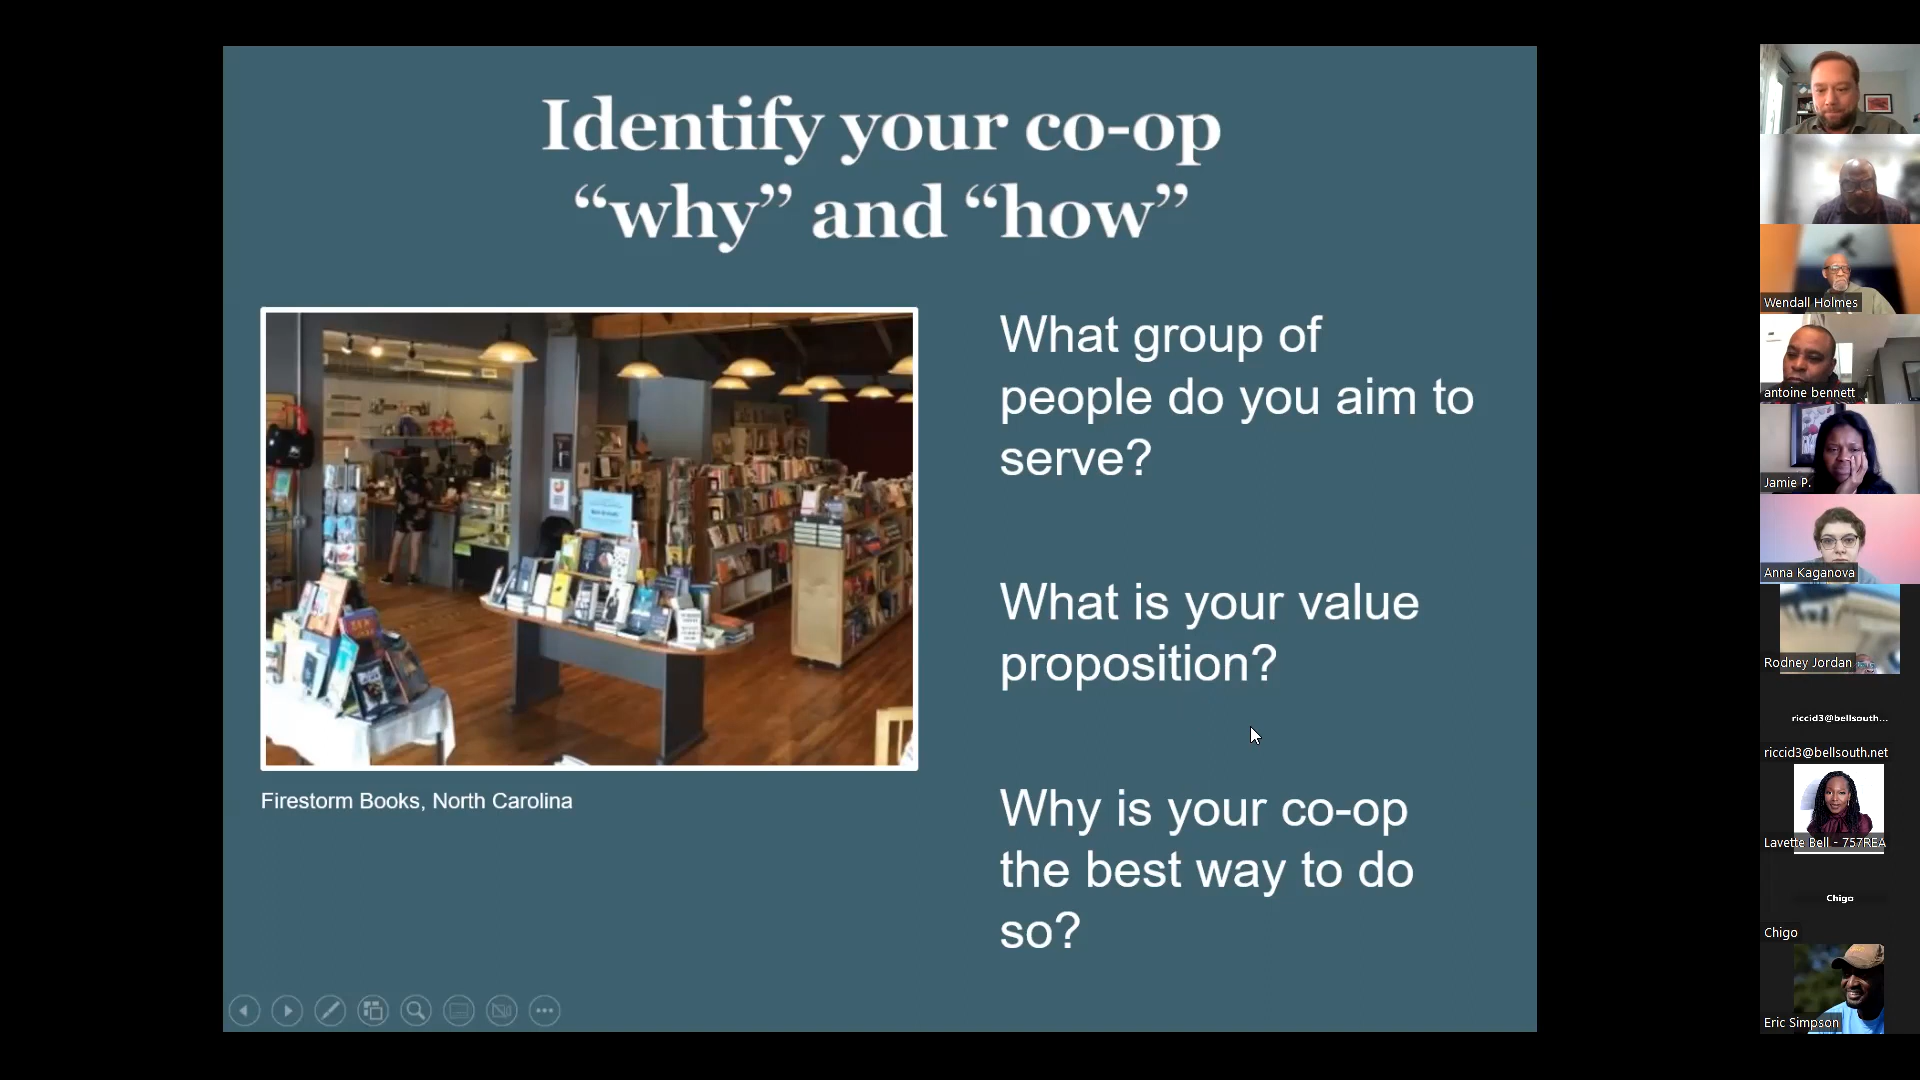 Identify your co-op
“why” and “how”
What group of
people do you aim to
serve?
What is your value
proposition?
Why is your co-op
the best way to do
so?
Firestorm Books, North Carolina
Wendall Holmes
antoine bennett
Jamie P.
Anna Kaganova
Rodney Jordan
riccid3@bellsouth...
riccid3@bellsouth.net
Lavette Bell - 757REA
Chigo
Chigo
Eric Simpson